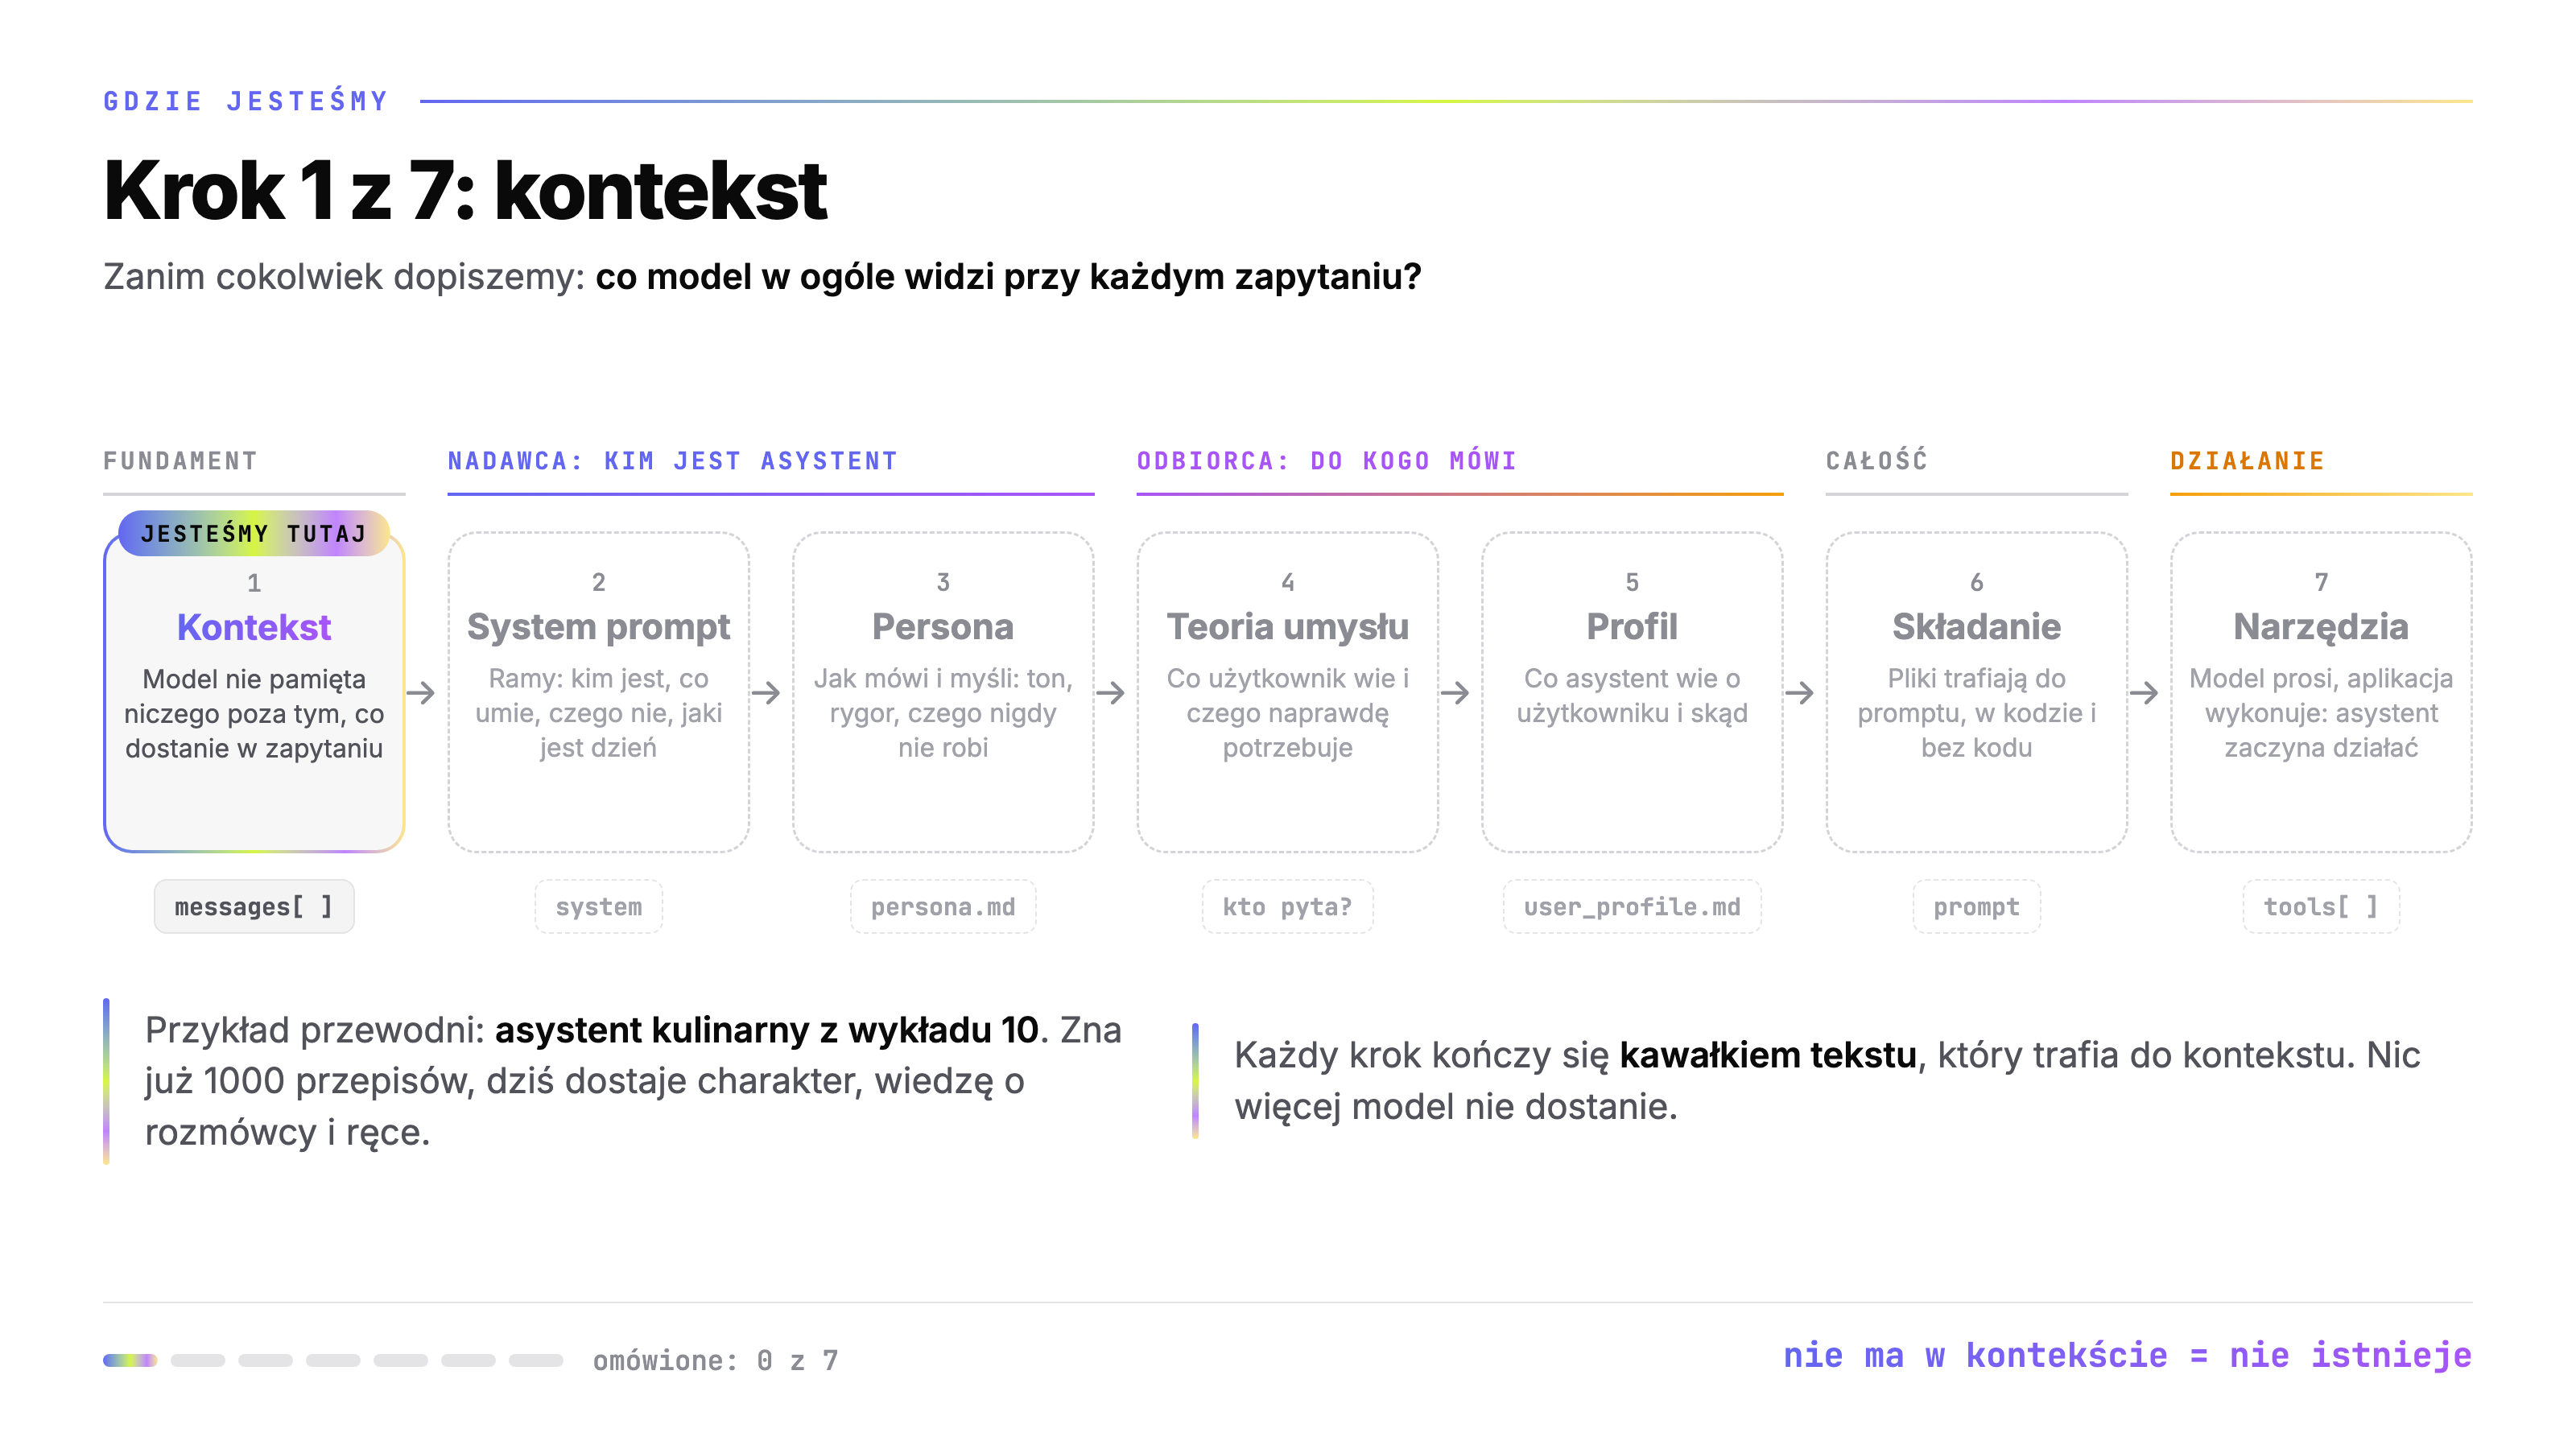 GDZIE JESTEŚMY
Krok 1 z 7: kontekst
Zanim cokolwiek dopiszemy: co model w ogóle widzi przy każdym zapytaniu?
FUNDAMENT
JESTEŚMY TUTAJ
1
Kontekst
Model nie pamięta
niczego poza tym, co
dostanie w zapytaniu
messages[ ]
NADAWCA: KIM JEST ASYSTENT
2
System prompt
Ramy: kim jest, co
umie, czego nie, jaki
jest dzień
system
3
Persona
Jak mówi i myśli: ton,
rygor, czego nigdy
nie robi
persona.md
ODBIORCA: DO KOGO MÓWI
4
Teoria umysłu
Co użytkownik wie i
czego naprawdę
potrzebuje
kto pyta?
5
Profil
Co asystent wie o
użytkowniku i skąd
user_profile.md
CAŁOŚĆ
6
Składanie
Pliki trafiają do
promptu, w kodzie i
bez kodu
prompt
DZIAŁANIE
7
Narzędzia
Model prosi, aplikacja
wykonuje: asystent
zaczyna działać
tools[ ]
Przykład przewodni: asystent kulinarny z wykładu 10. Zna
już 1000 przepisów, dziś dostaje charakter, wiedzę o
rozmówcy i ręce.
Każdy krok kończy się kawałkiem tekstu, który trafia do kontekstu. Nic
więcej model nie dostanie.
omówione: 0 z 7
nie ma w kontekście = nie istnieje